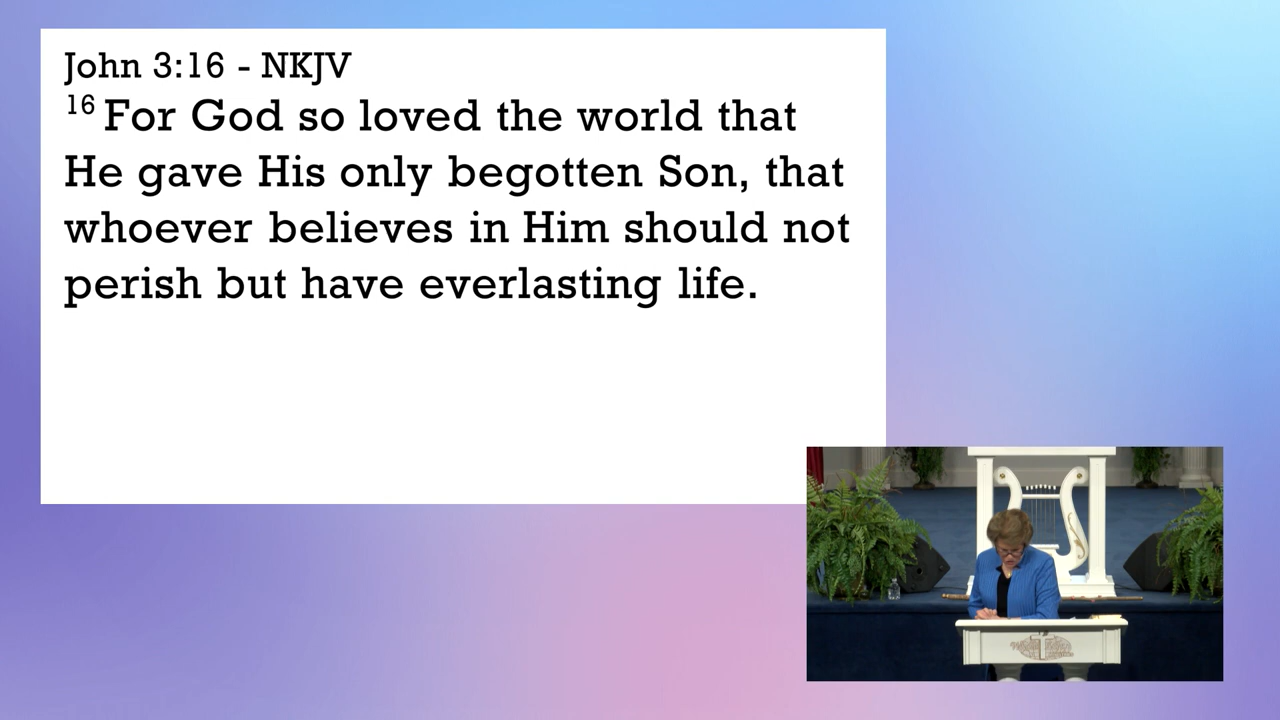 John 3:16 - NKJV
16 For God so loved the world that
He gave His only begotten Son, that
whoever believes in Him should not
perish but have everlasting life.